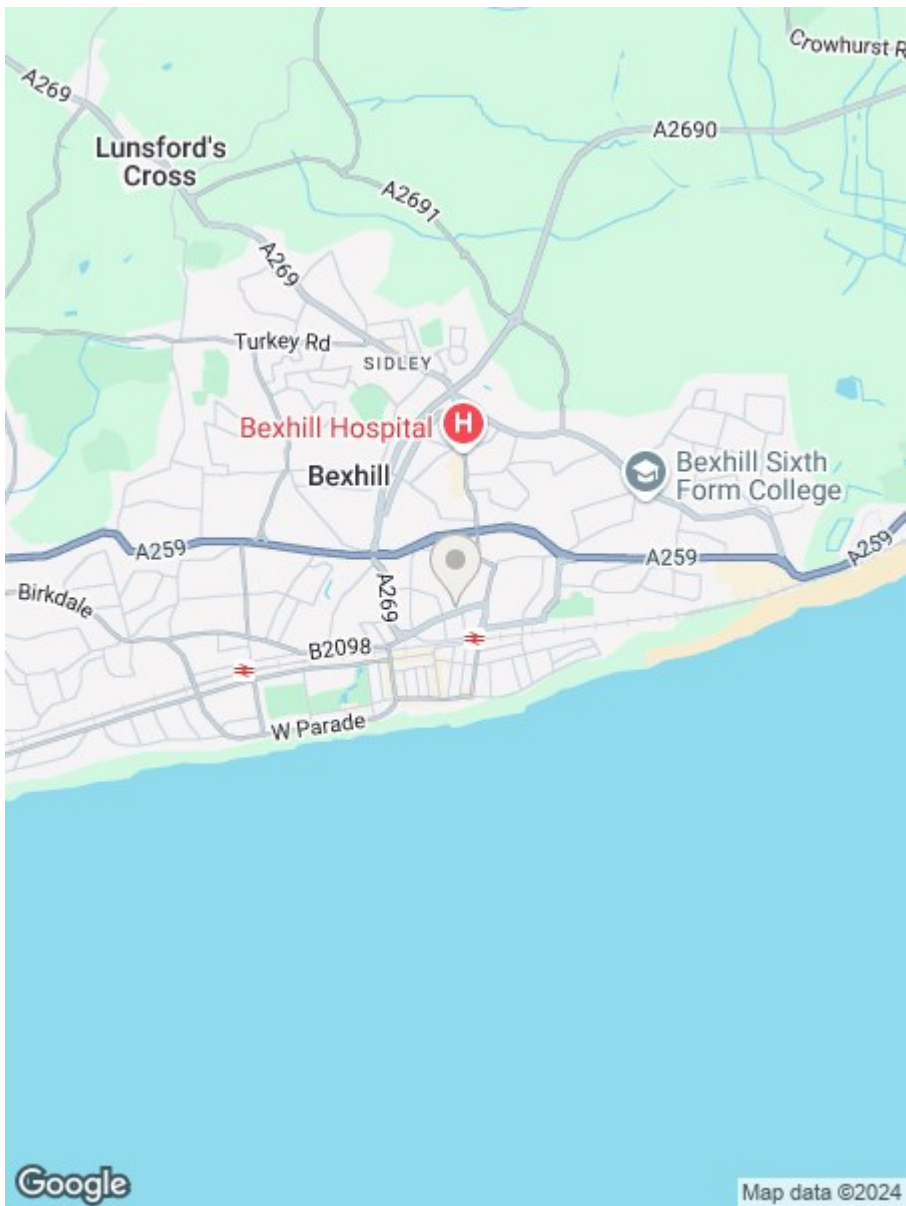 Crowhurst R
A269
A2690
Lunsford's
Cross
A2691
A269
Turkey Rd
SIDLEY
Bexhill Hospital
H
Bexhill
Bexhill Sixth
Form College
A259
A259
A259
Birkdale
A269
B2098
W Parade
Google
Map data ©2024